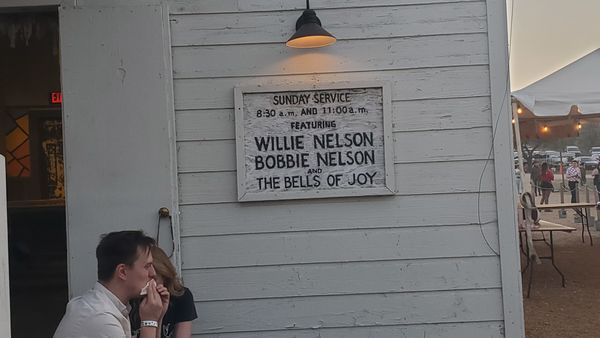 SUNDAY SERVICE
8:30 a.m. AND 11:00 a.m.
FEATURING
WILLIE NELSON
BOBBIE NELSON
AND
THE BELLS OF JOY